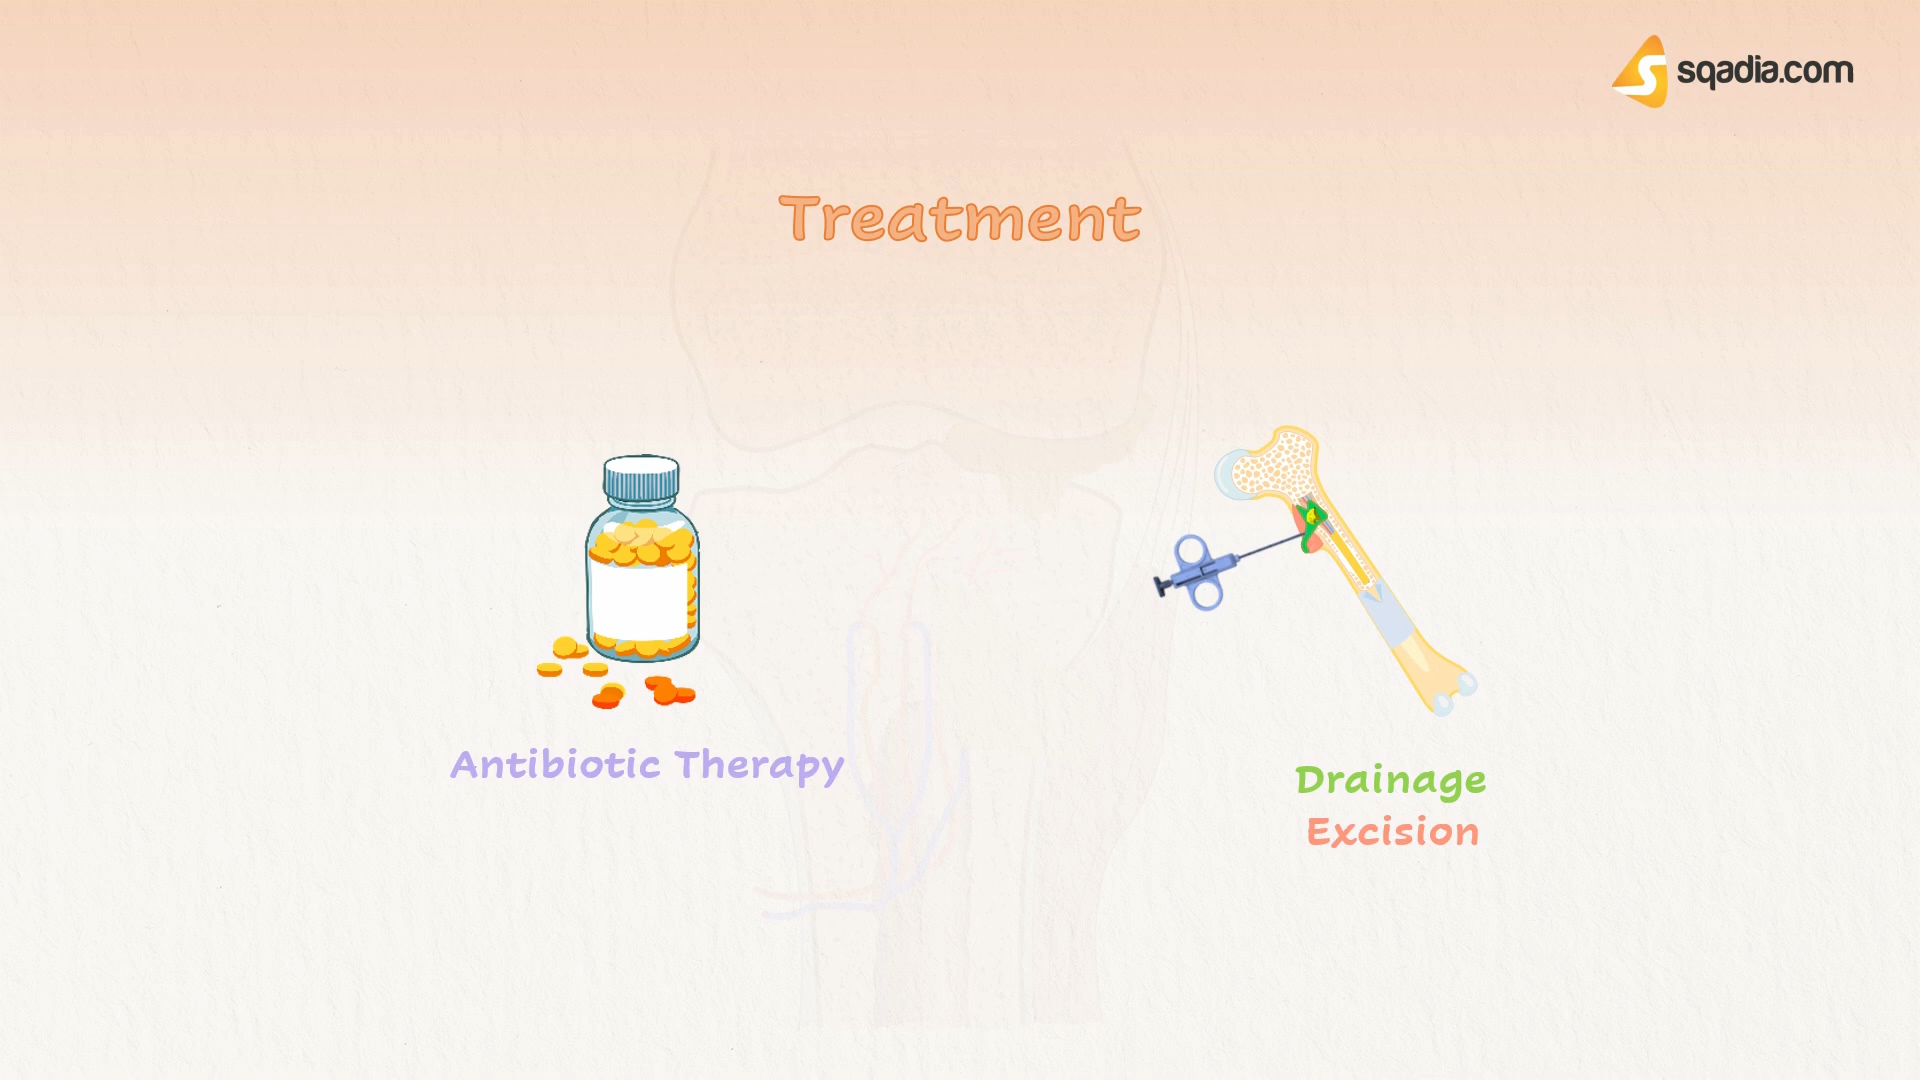 sqadia.com
Treatment
Antibiotic Therapy
Drainage
Excision